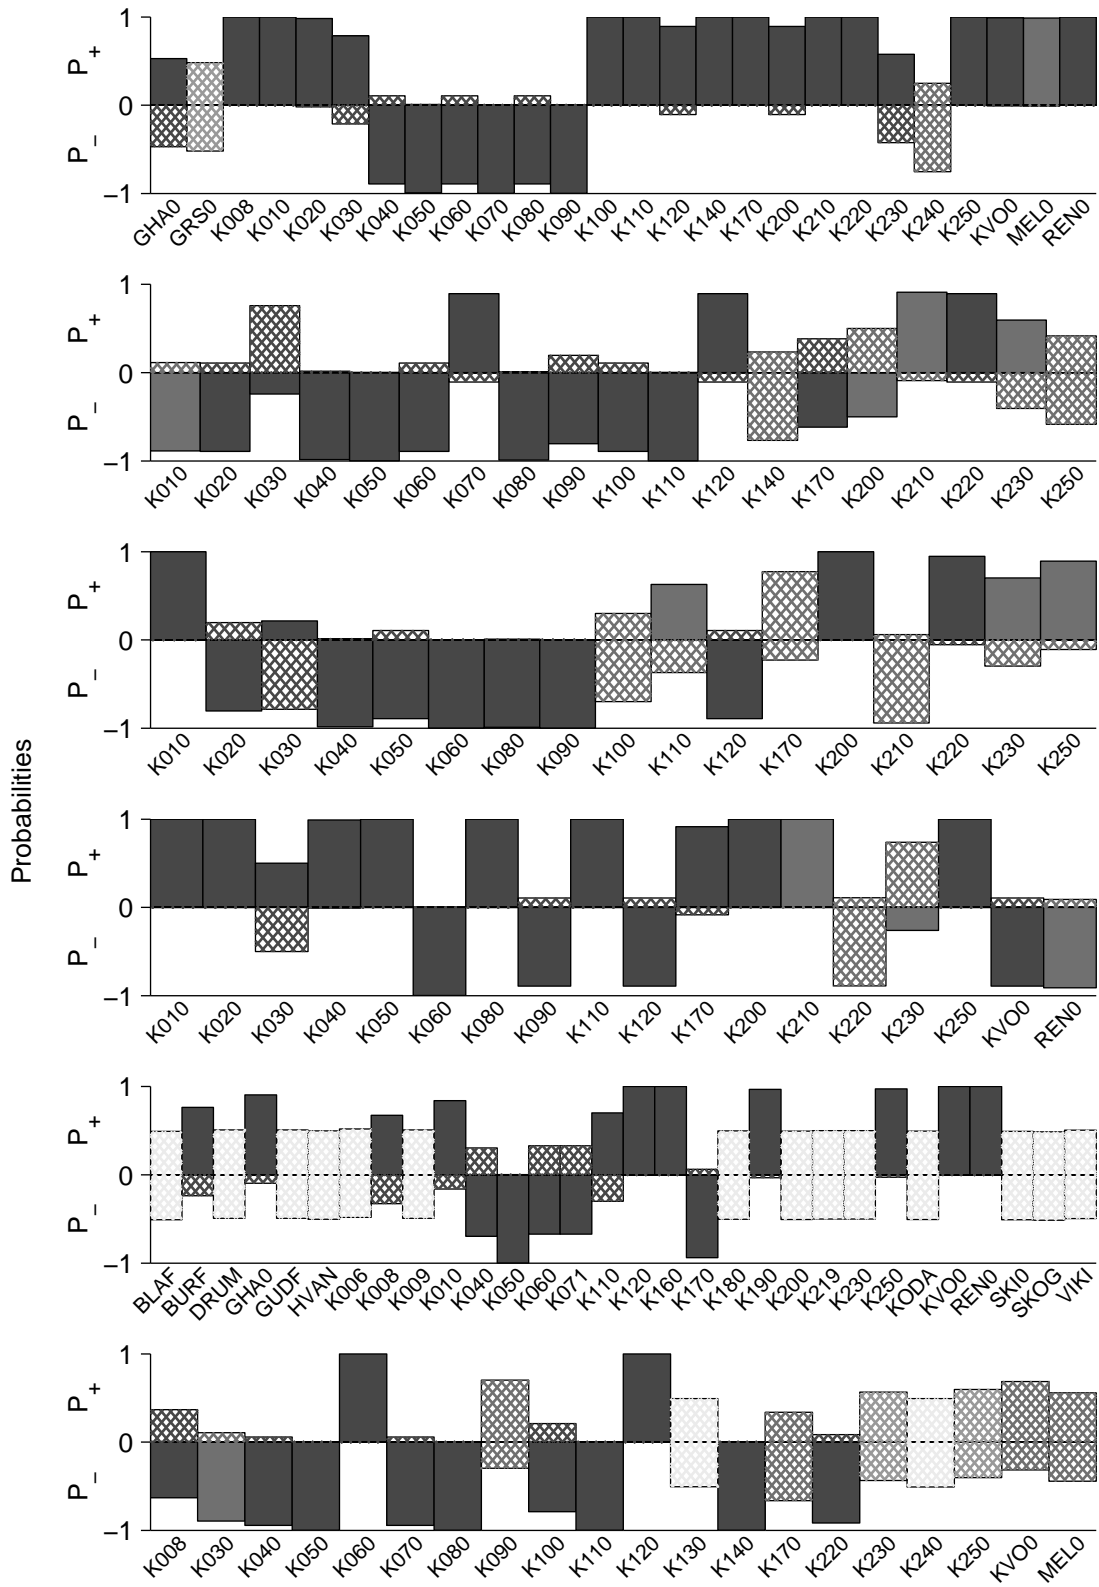 Probabilities
1
P+
0
P−
−1
GHA0 GRS0 K008 K010 K020 K030 K040 K050 K060 K070 K080 K090 K100 K110 K120 K140 K170 K200 K210 K220 K230 K240 K250 KVO0 MEL0 REN0
1
P+
0
P−
−1
K010 K020 K030 K040 K050 K060 K070 K080 K090 K100 K110 K120 K140 K170 K200 K210 K220 K230 K250
1
P+
0
P−
−1
K010 K020 K030 K040 K050 K060 K080 K090 K100 K110 K120 K170 K200 K210 K220 K230 K250
1
P+
0
P−
−1
K010 K020 K030 K040 K050 K060 K080 K090 K110 K120 K170 K200 K210 K220 K230 K250 KVO0 REN0
1
P+
0
P−
−1
BLAF BURF DRUM GHA0 GUDF HVAN K006 K008 K009 K010 K040 K050 K060 K071 K110 K120 K160 K170 K180 K190 K200 K219 K230 K250 KODA KVO0 REN0 SKI0 SKOG VIKI
1
P+
0
P−
−1
K008 K030 K040 K050 K060 K070 K080 K090 K100 K110 K120 K130 K140 K170 K220 K230 K240 K250 KVO0 MEL0